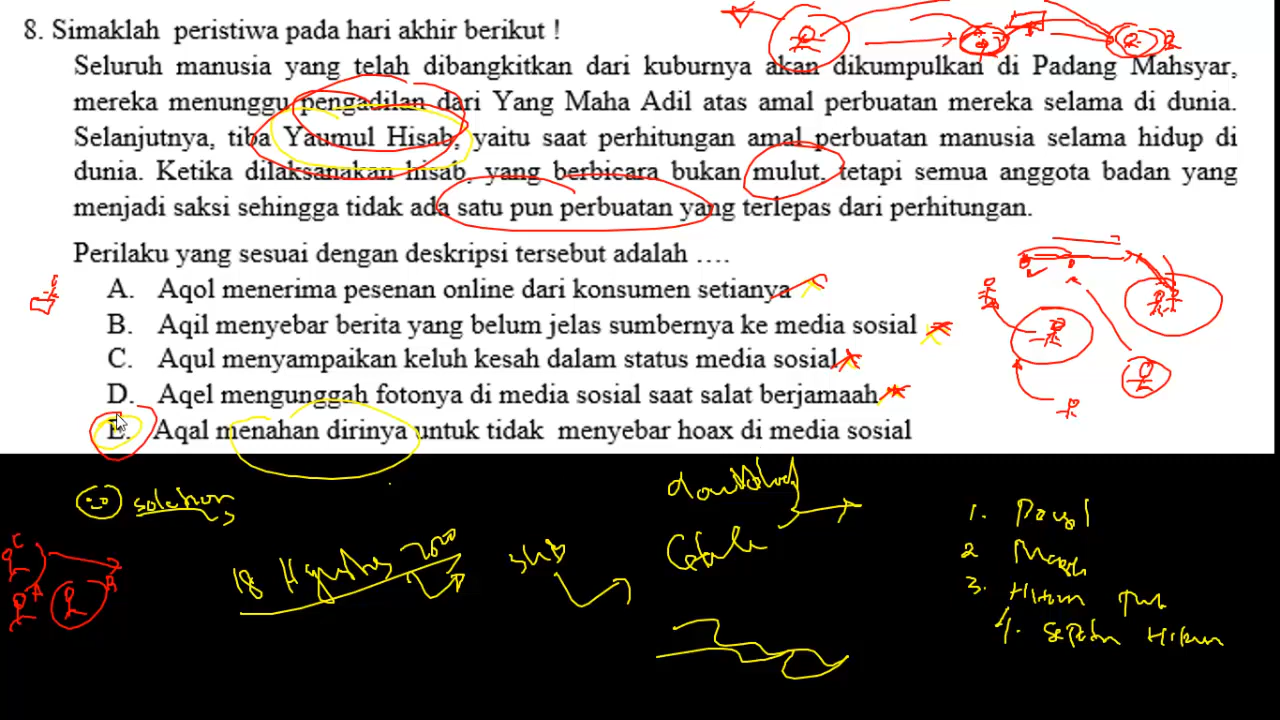 8. Simaklah peristiwa pada hari akhir berikut !
Seluruh manusia yang telah dibangkitkan dari kuburnya akan dikumpulkan di Padang Mahsyar,
mereka menunggu pengadilan dari Yang Maha Adil atas amal perbuatan mereka selama di dunia.
Selanjutnya, tiba Yaumul Hisab, yaitu saat perhitungan amal perbuatan manusia selama hidup di
dunia. Ketika dilaksanakan hisab, yang berbicara bukan mulut, tetapi semua anggota badan yang
menjadi saksi sehingga tidak ada satu pun perbuatan yang terlepas dari perhitungan.
Perilaku yang sesuai dengan deskripsi tersebut adalah ….
A. Aqol menerima pesenan online dari konsumen setianya
B. Aqil menyebar berita yang belum jelas sumbernya ke media sosial
C. Aqul menyampaikan keluh kesah dalam status media sosial
D. Aqel mengunggah fotonya di media sosial saat salat berjamaah
E. Aqal menahan dirinya untuk tidak menyebar hoax di media sosial
18 Agustus 2020
1.
2
3. Hitam
4. Hitam